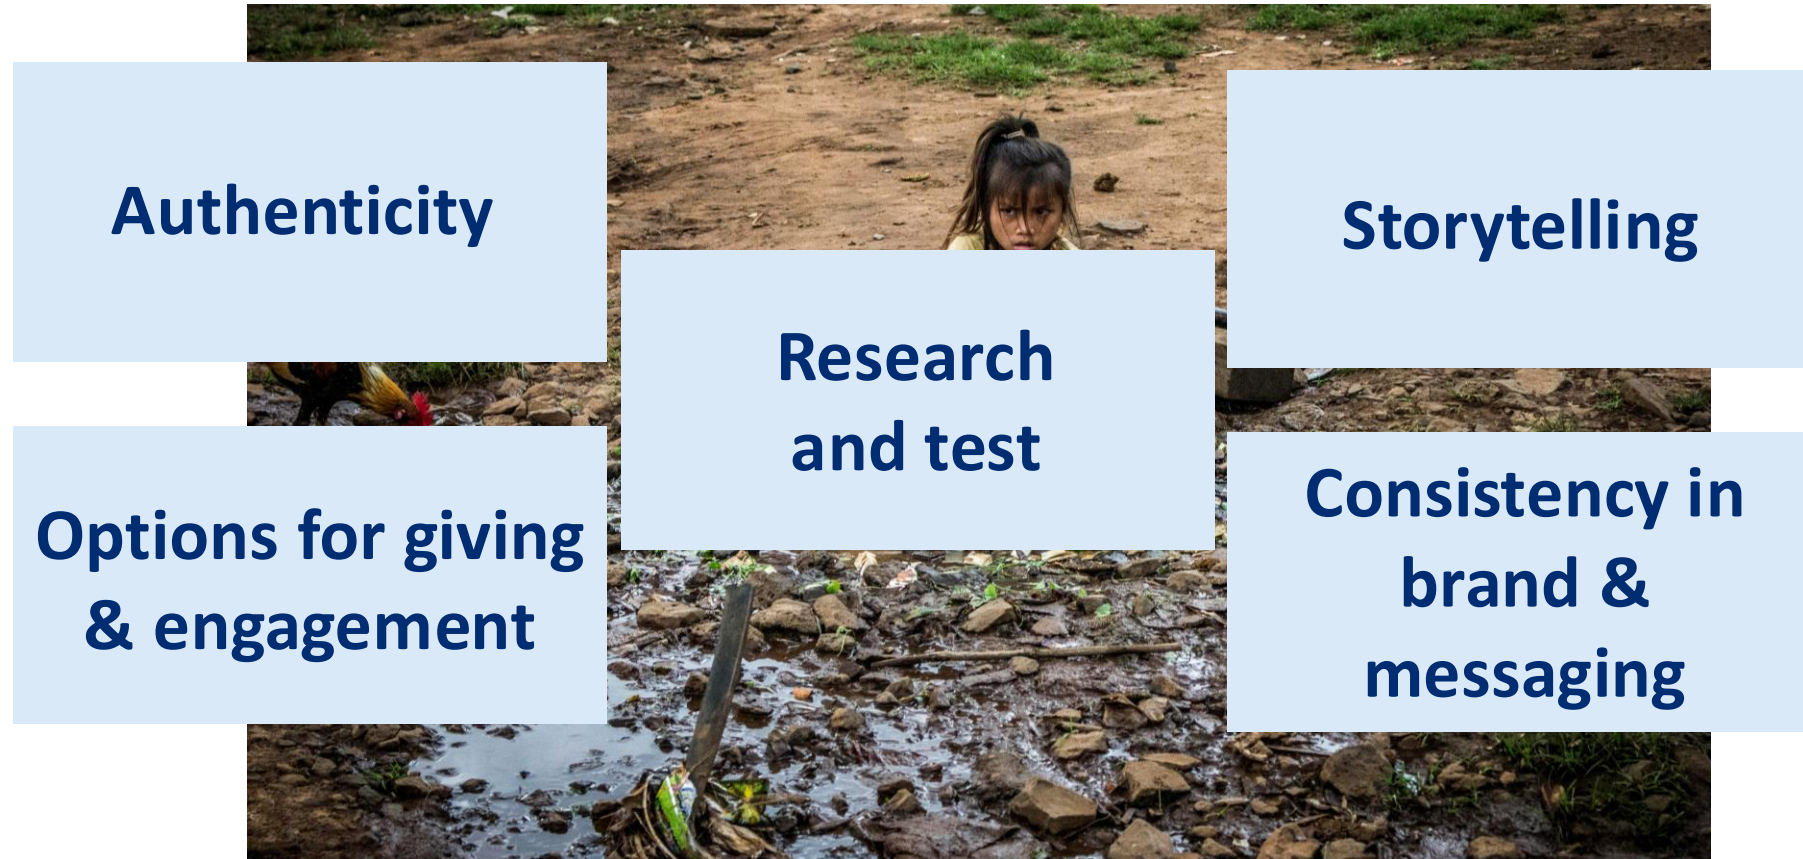 Authenticity
Storytelling
Research
and test
Options for giving
& engagement
Consistency in
brand &
messaging